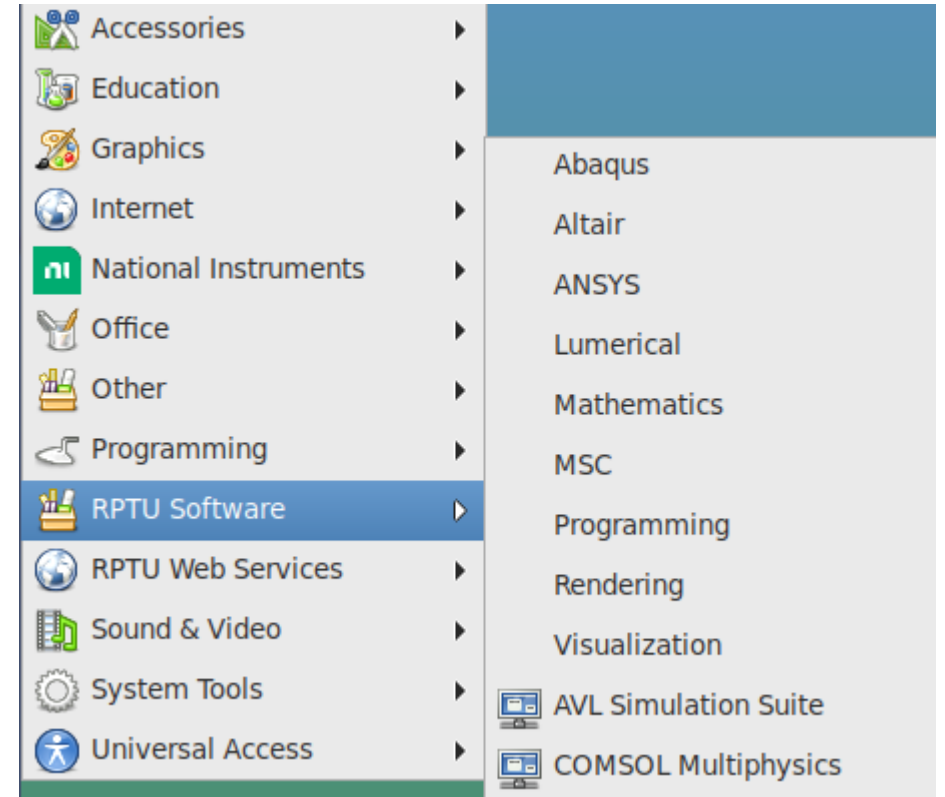 Accessories
Education
Graphics
Internet
National Instruments
Office
Other
Programming
RPTU Software
RPTU Web Services
Sound & Video
System Tools
Universal Access
Abaqus
Altair
ANSYS
Lumerical
Mathematics
MSC
Programming
Rendering
Visualization
AVL Simulation Suite
COMSOL Multiphysics